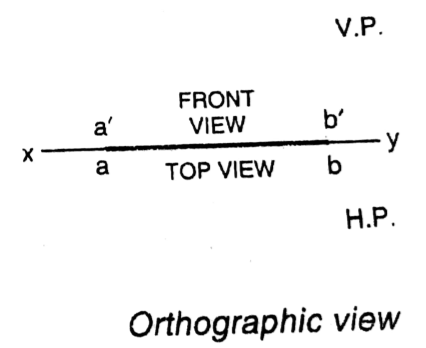 V.P.
FRONT
a′ VIEW b′
x y
a TOP VIEW b
H.P.
Orthographic view